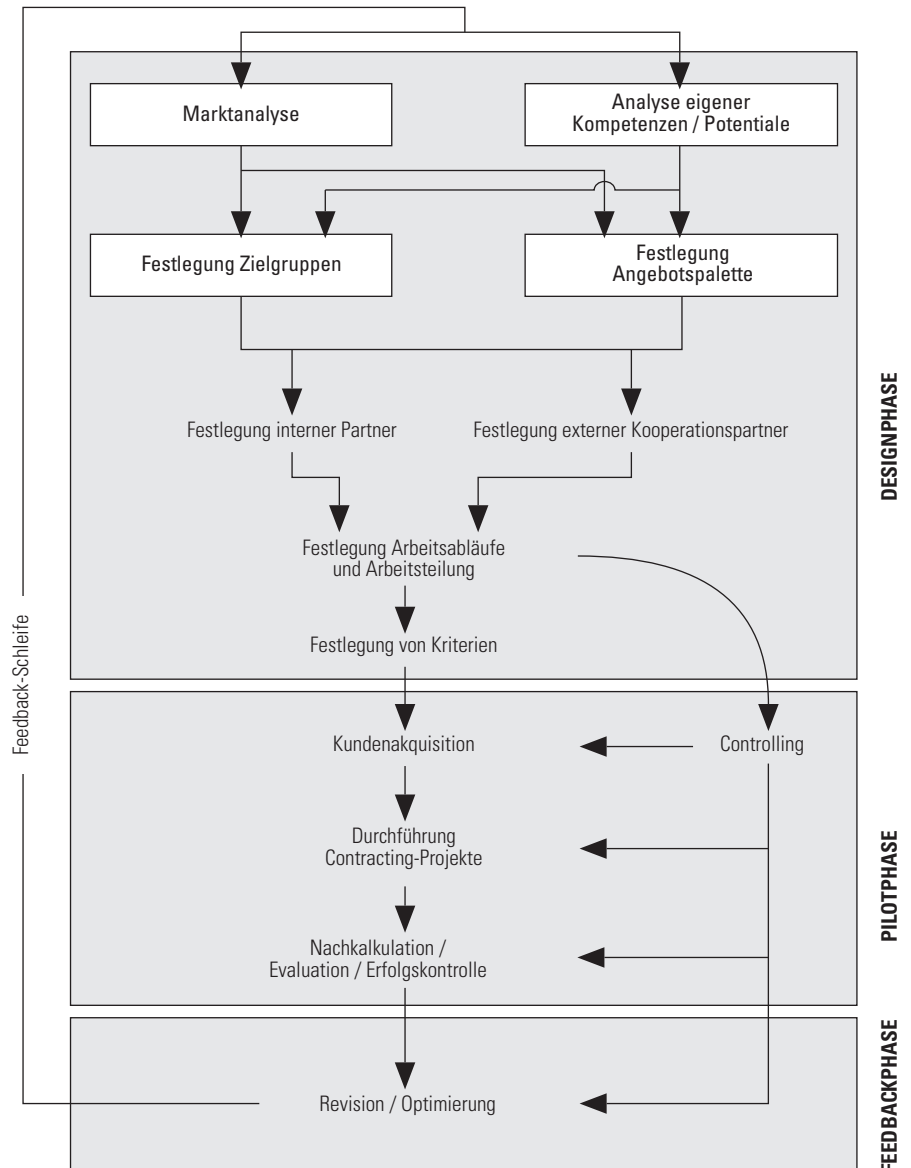 Marktanalyse
Analyse eigener
Kompetenzen / Potentiale
Festlegung Zielgruppen
Festlegung
Angebotspalette
Festlegung interner Partner
Festlegung externer Kooperationspartner
Festlegung Arbeitsabläufe
und Arbeitsteilung
Festlegung von Kriterien
DESIGNPHASE
Feedback-Schleife
Kundenakquisition
Controlling
Durchführung
Contracting-Projekte
Nachkalkulation /
Evaluation / Erfolgskontrolle
PILOTPHASE
Revision / Optimierung
FEEDBACKPHASE